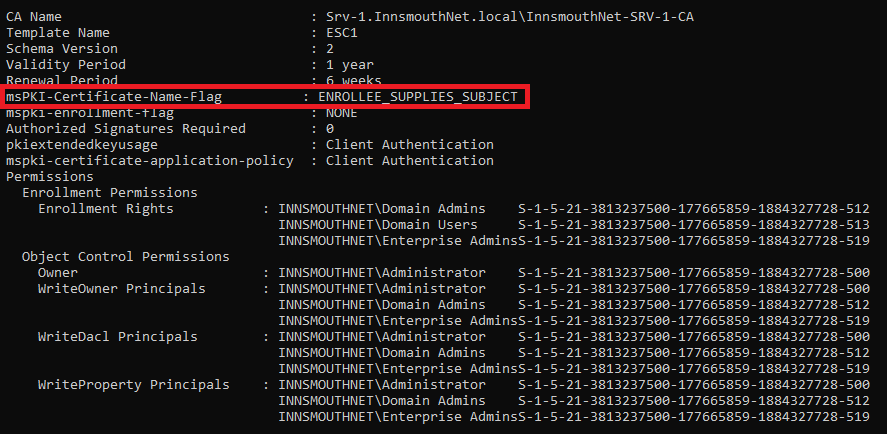 CA Name : Srv-1.InnsmouthNet.local\InnsmouthNet-SRV-1-CA
Template Name : ESC1
Schema Version : 2
Validity Period : 1 year
Renewal Period : 6 weeks
msPKI-Certificate-Name-Flag : ENROLLEE_SUPPLIES_SUBJECT
mspki-enrollment-flag : NONE
Authorized Signatures Required : 0
pkiextendedkeyusage : Client Authentication
mspki-certificate-application-policy : Client Authentication
Permissions
Enrollment Permissions
Enrollment Rights : INNSMOUTHNET\Domain Admins S-1-5-21-3813237500-177665859-1884327728-512
INNSMOUTHNET\Domain Users S-1-5-21-3813237500-177665859-1884327728-513
INNSMOUTHNET\Enterprise AdminsS-1-5-21-3813237500-177665859-1884327728-519
Object Control Permissions
Owner : INNSMOUTHNET\Administrator S-1-5-21-3813237500-177665859-1884327728-500
WriteOwner Principals : INNSMOUTHNET\Administrator S-1-5-21-3813237500-177665859-1884327728-500
INNSMOUTHNET\Domain Admins S-1-5-21-3813237500-177665859-1884327728-512
INNSMOUTHNET\Enterprise AdminsS-1-5-21-3813237500-177665859-1884327728-519
WriteDacl Principals : INNSMOUTHNET\Administrator S-1-5-21-3813237500-177665859-1884327728-500
INNSMOUTHNET\Domain Admins S-1-5-21-3813237500-177665859-1884327728-512
INNSMOUTHNET\Enterprise AdminsS-1-5-21-3813237500-177665859-1884327728-519
WriteProperty Principals : INNSMOUTHNET\Administrator S-1-5-21-3813237500-177665859-1884327728-500
INNSMOUTHNET\Domain Admins S-1-5-21-3813237500-177665859-1884327728-512
INNSMOUTHNET\Enterprise AdminsS-1-5-21-3813237500-177665859-1884327728-519